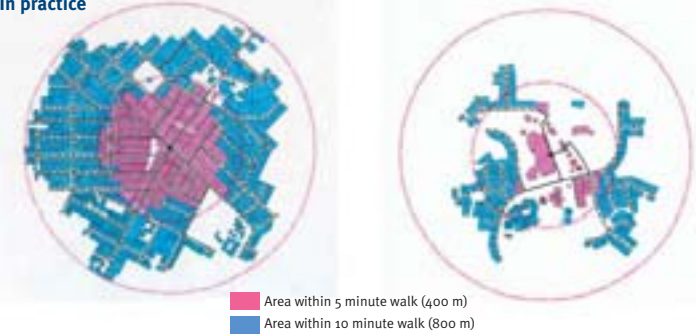 in practice
Area within 5 minute walk (400 m)
Area within 10 minute walk (800 m)